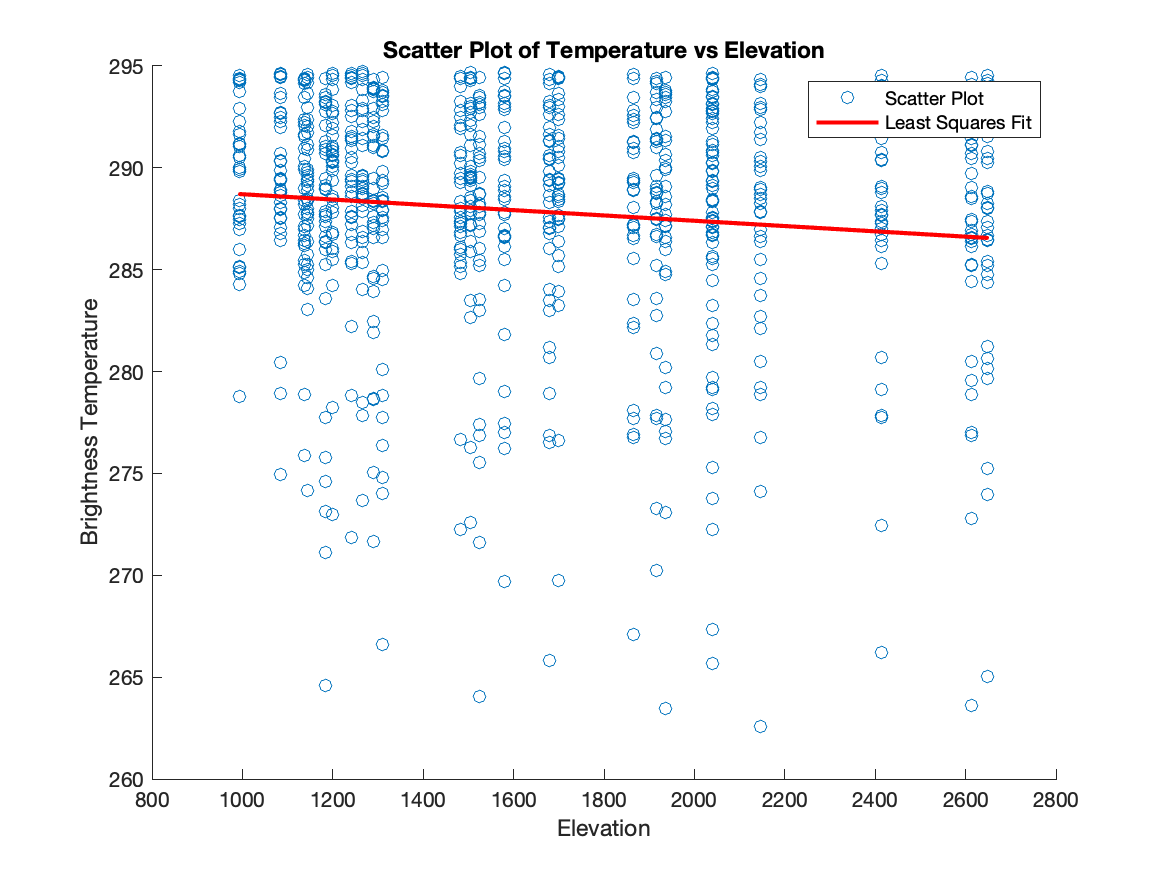 Scatter Plot of Temperature vs Elevation
295
290
285
280
275
270
265
260
Brightness Temperature
Scatter Plot
Least Squares Fit
800 1000 1200 1400 1600 1800 2000 2200 2400 2600 2800
Elevation